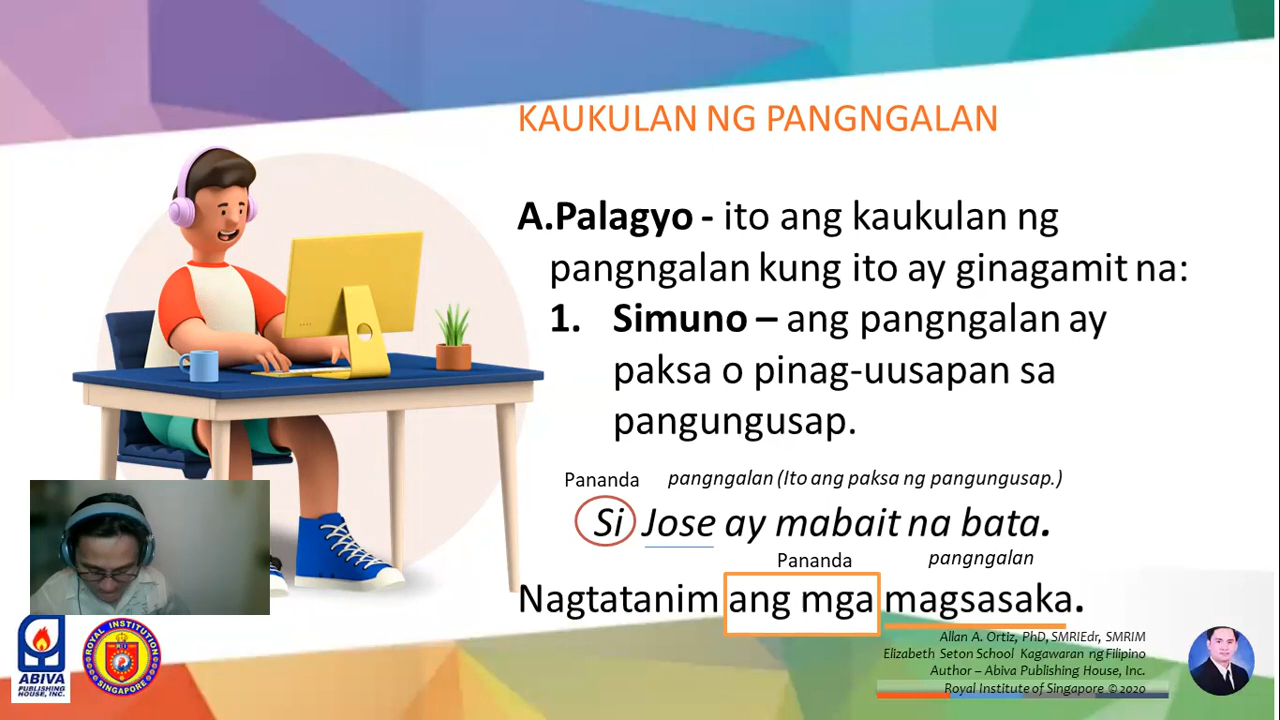 KAUKULAN NG PANGNGALAN
A.Palagyo - ito ang kaukulan ng
pangngalan kung ito ay ginagamit na:
1. Simuno – ang pangngalan ay
paksa o pinag-uusapan sa
pangungusap.
Pananda pangngalan (Ito ang paksa ng pangungusap.)
Si Jose ay mabait na bata.
Pananda pangngalan
Nagtatanim ang mga magsasaka.
Allan A. Ortiz, PhD, SMRIEdr, SMRIM
Elizabeth Seton School Kagawaran ng Filipino
Author – Abiva Publishing House, Inc.
Royal Institute of Singapore © 2020
ABIVA
PUBLISHING
HOUSE, INC.
ROYAL INSTITUTION
SINGAPORE